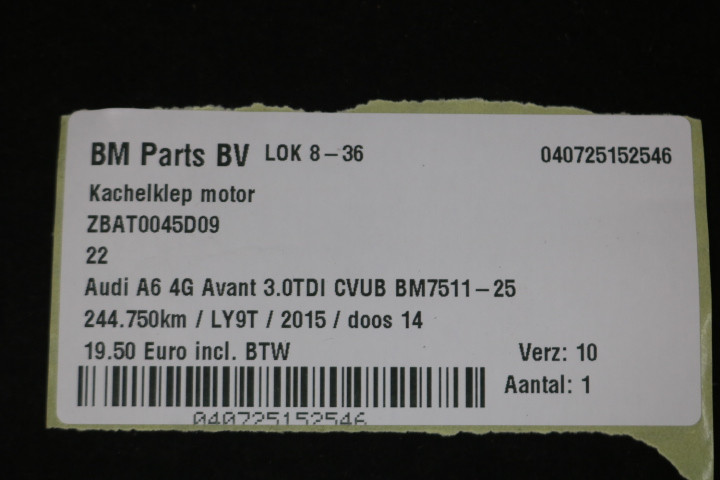 BM Parts BV LOK 8-36 040725152546
Kachelklep motor
ZBAT0045D09
22
Audi A6 4G Avant 3.0TDI CVUB BM7511-25
244.750km / LY9T / 2015 / doos 14
19.50 Euro incl. BTW Verz: 10
Aantal: 1
040725152546